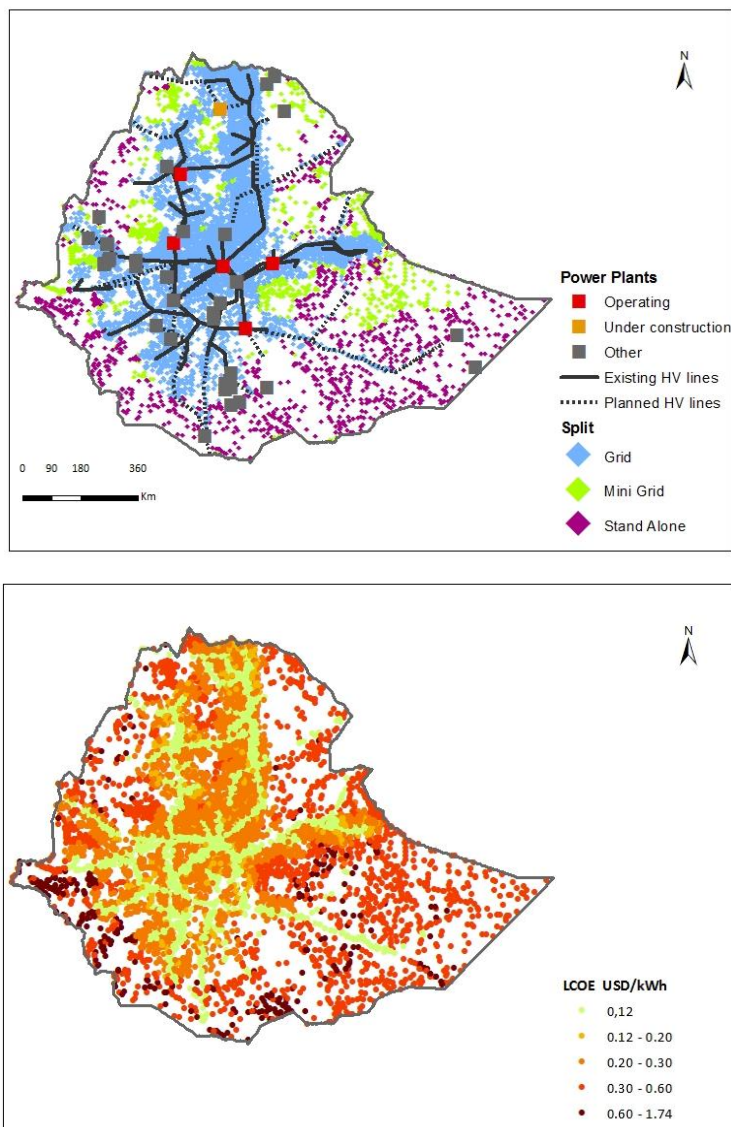 N
Power Plants
Operating
Under construction
Other
Existing HV lines
Planned HV lines
Split
Grid
Mini Grid
Stand Alone
0 90 180 360
Km
N
LCOE USD/kWh
0,12
0.12 - 0.20
0.20 - 0.30
0.30 - 0.60
0.60 - 1.74